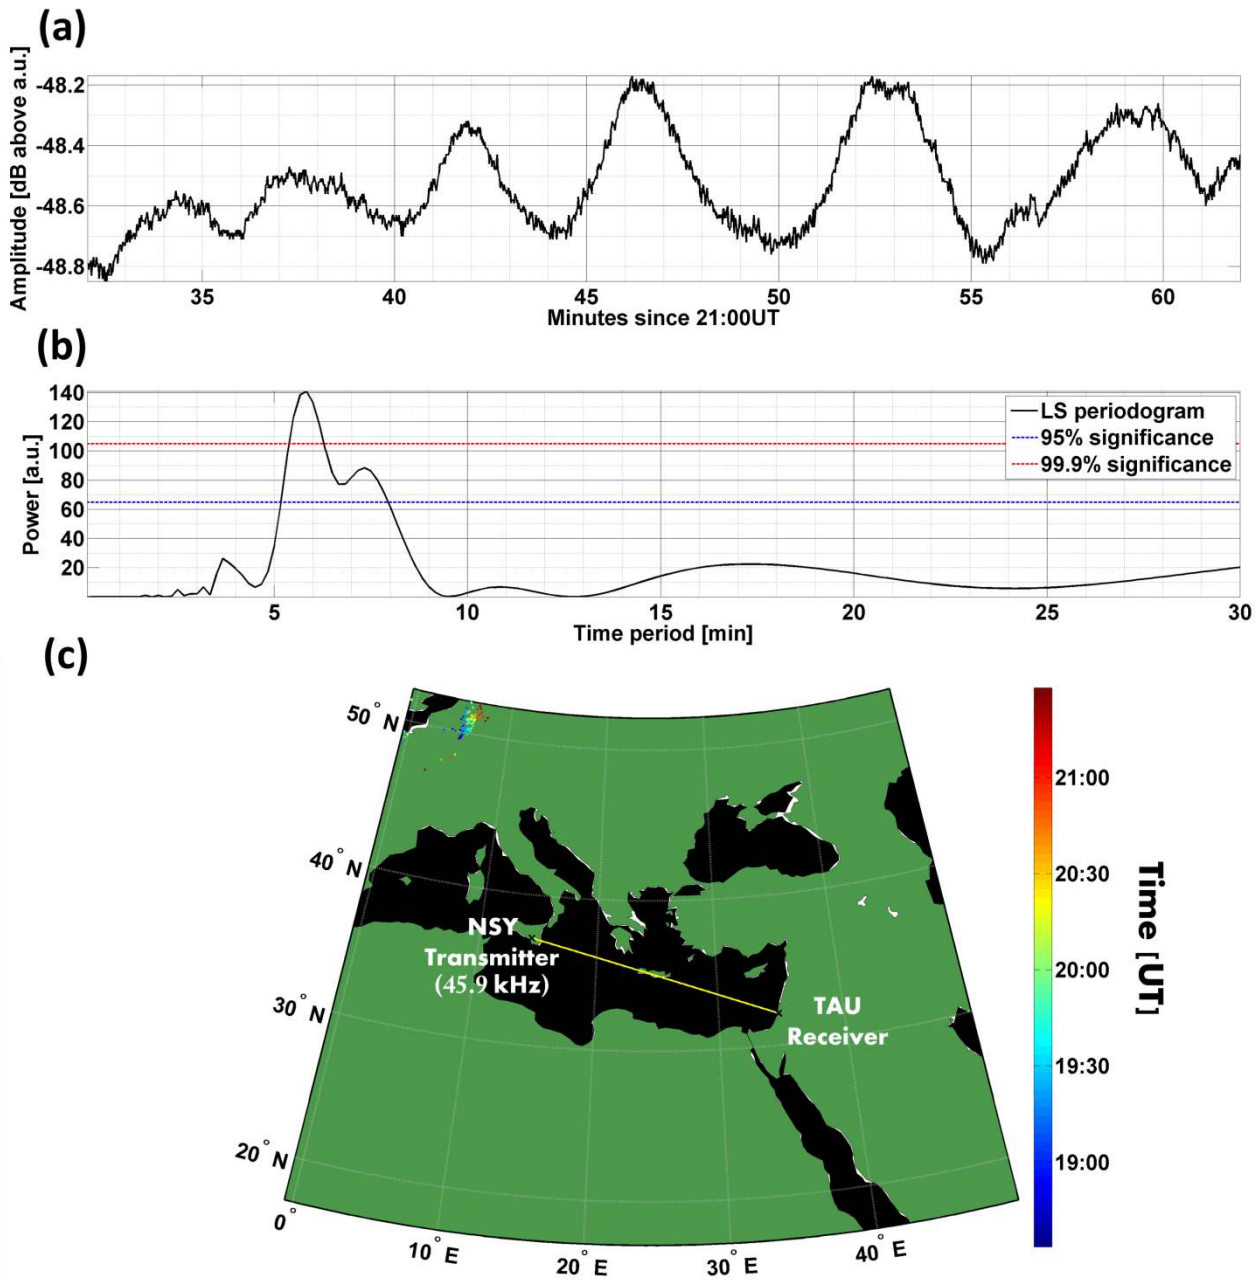 (a)
Amplitude [dB above a.u.]
-48.2
-48.4
-48.6
-48.8
35 40 45 50 55 60
Minutes since 21:00UT
(b)
Power [a.u.]
140
120
100
80
60
40
20
LS periodogram
95% significance
99.9% significance
5 10 15 20 25 30
Time period [min]
(c)
50° N
40° N
30° N
20° N
0°
10° E
20° E
30° E
40° E
NSY
Transmitter
(45.9 kHz)
TAU
Receiver
21:00
20:30
20:00
19:30
19:00
Time [UT]